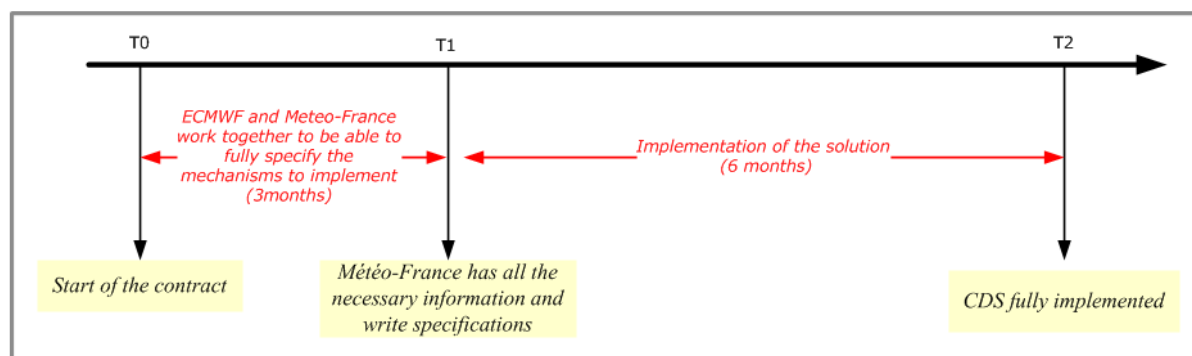 T0
T1
T2
ECMWF and Meteo-France
work together to be able to
fully specify the
mechanisms to implement
(3months)
Implementation of the solution
(6 months)
Start of the contract
Météo-France has all the
necessary information and
write specifications
CDS fully implemented